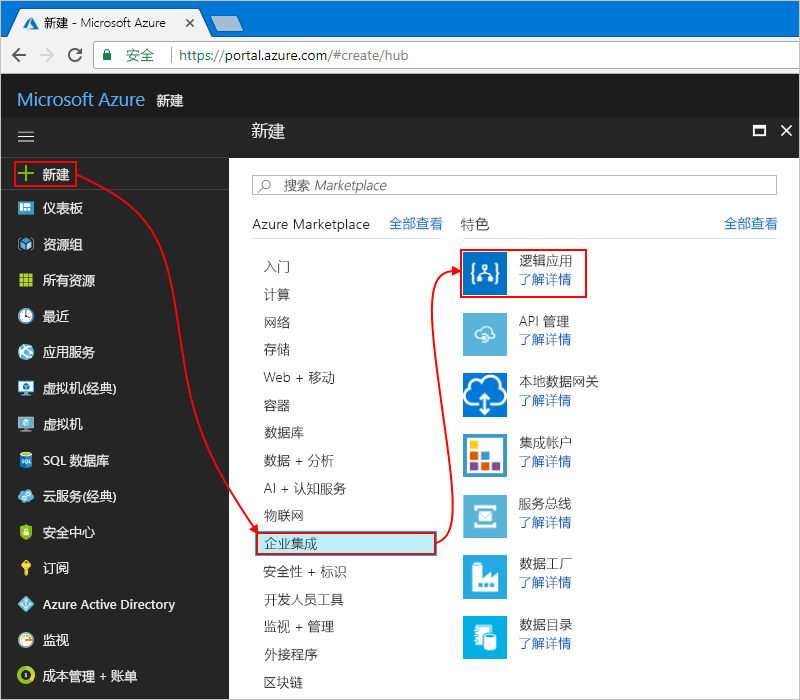 新建 - Microsoft Azure
安全 https://portal.azure.com/#create/hub
Microsoft Azure 新建
新建
新建
仪表板
资源组
所有资源
最近
应用服务
虚拟机(经典)
虚拟机
SQL 数据库
云服务(经典)
安全中心
订阅
Azure Active Directory
监视
成本管理 + 账单
搜索 Marketplace
Azure Marketplace 全部查看
入门
计算
网络
存储
Web + 移动
容器
数据库
数据 + 分析
AI + 认知服务
物联网
企业集成
安全性 + 标识
开发人员工具
监视 + 管理
外接程序
区块链
特色 全部查看
逻辑应用
了解详情
API 管理
了解详情
本地数据网关
了解详情
集成帐户
了解详情
服务总线
了解详情
数据工厂
了解详情
数据目录
了解详情